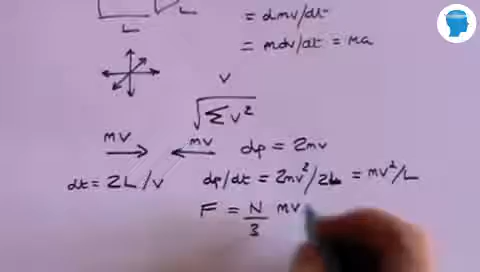 L
L
= dmv/dt
= mdv/dt = ma
v
√Σv²
mv
mv
dp = 2mv
dt = 2L/v
dp/dt = 2mv²/2L = mv²/L
F = N/3 mv